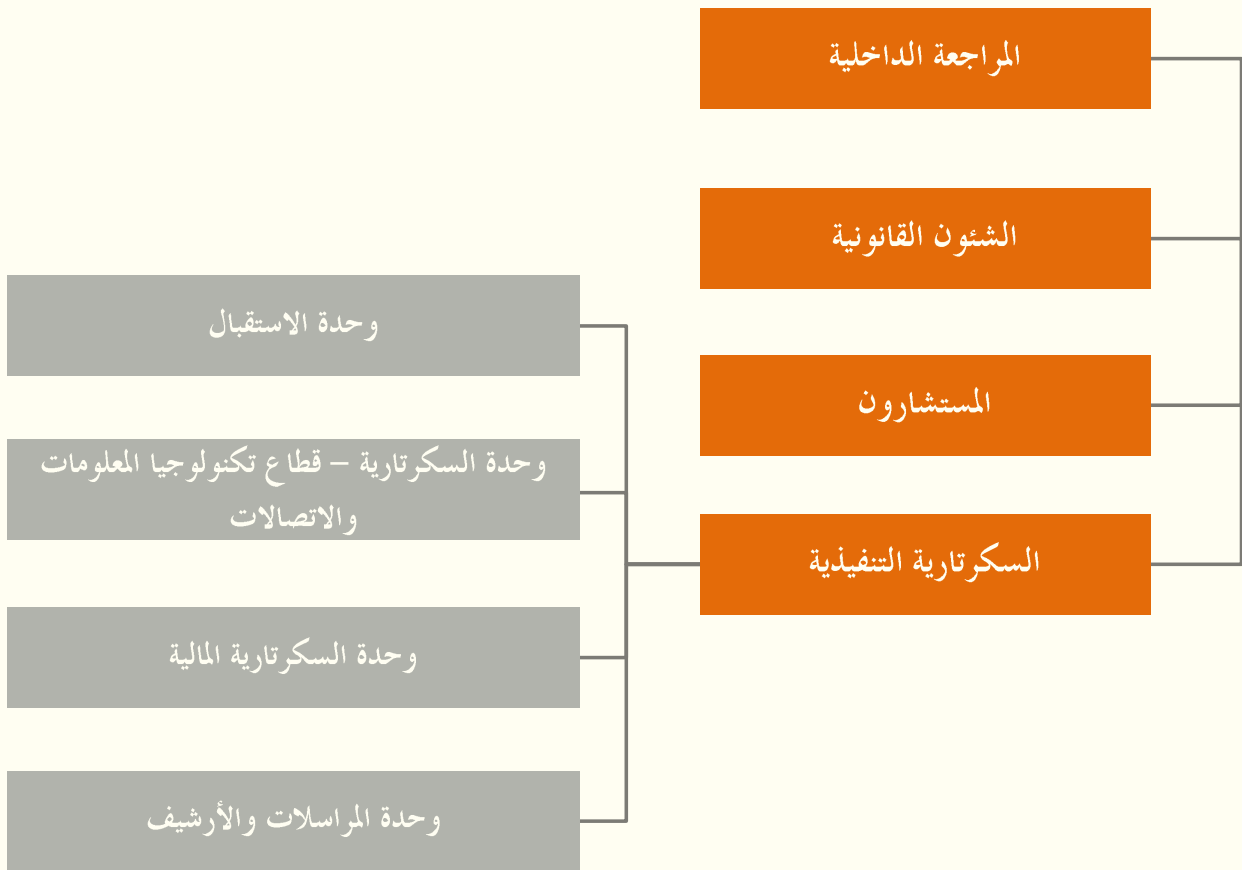 المراجعة الداخلية
الشئون القانونية
المستشارون
السكرتارية التنفيذية
وحدة الاستقبال
وحدة السكرتارية – قطاع تكنولوجيا المعلومات
والاتصالات
وحدة السكرتارية المالية
وحدة المراسلات والأرشيف